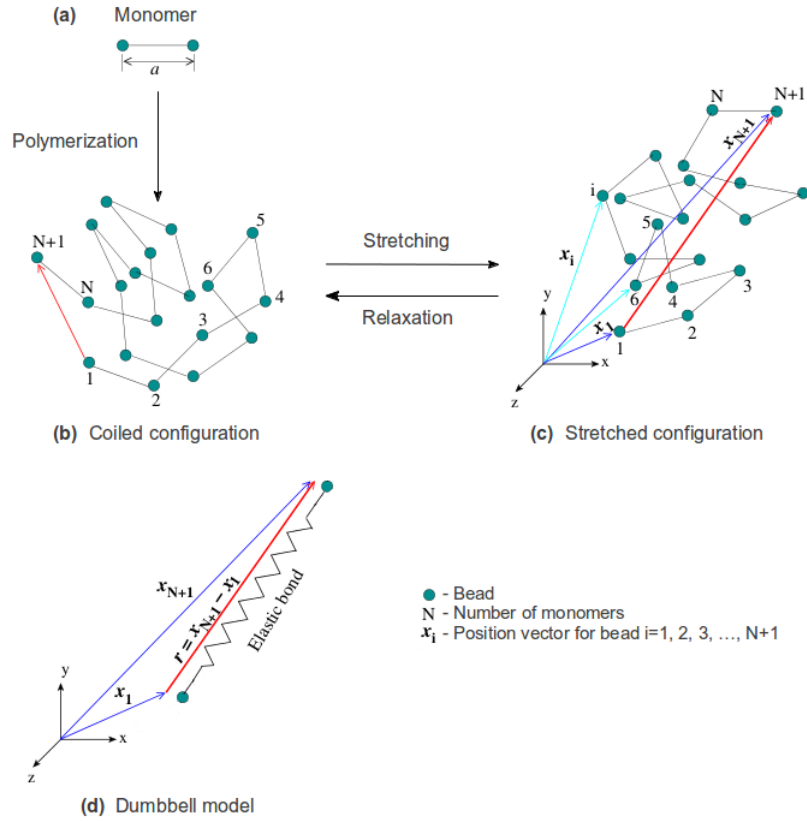 (a) Monomer
a
Polymerization
N+1
N
1
2
3
4
5
6
(b) Coiled configuration
Stretching
Relaxation
N
N+1
x_{N+1}
i
5
x_i
6
4
3
x_1
1
2
y
x
z
(c) Stretched configuration
x_{N+1}
r = x_{N+1} − x_1
Elastic bond
x_1
y
x
z
(d) Dumbbell model
- Bead
N - Number of monomers
x_i - Position vector for bead i=1, 2, 3, ..., N+1